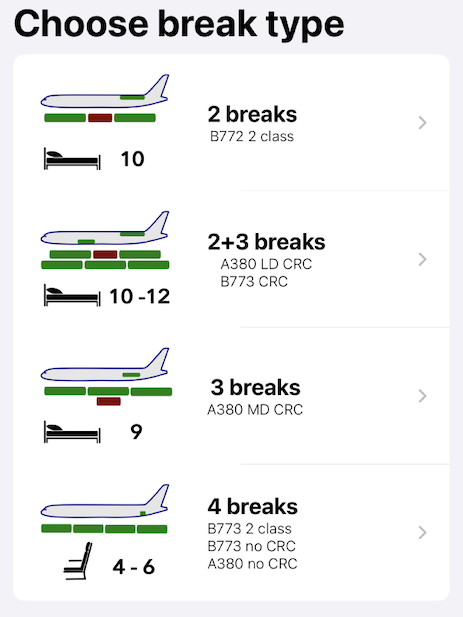 Choose break type
2 breaks
B772 2 class
10
2+3 breaks
A380 LD CRC
B773 CRC
10 -12
3 breaks
A380 MD CRC
9
4 breaks
B773 2 class
B773 no CRC
A380 no CRC
4 - 6